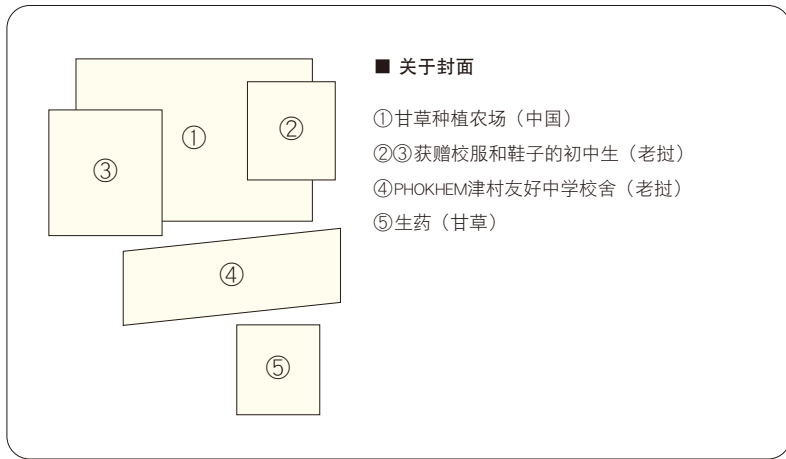 ■ 关于封面
①甘草种植农场（中国）
②③获赠校服和鞋子的初中生（老挝）
④PHOKHEM津村友好中学校舍（老挝）
⑤生药（甘草）
①
②
③
④
⑤